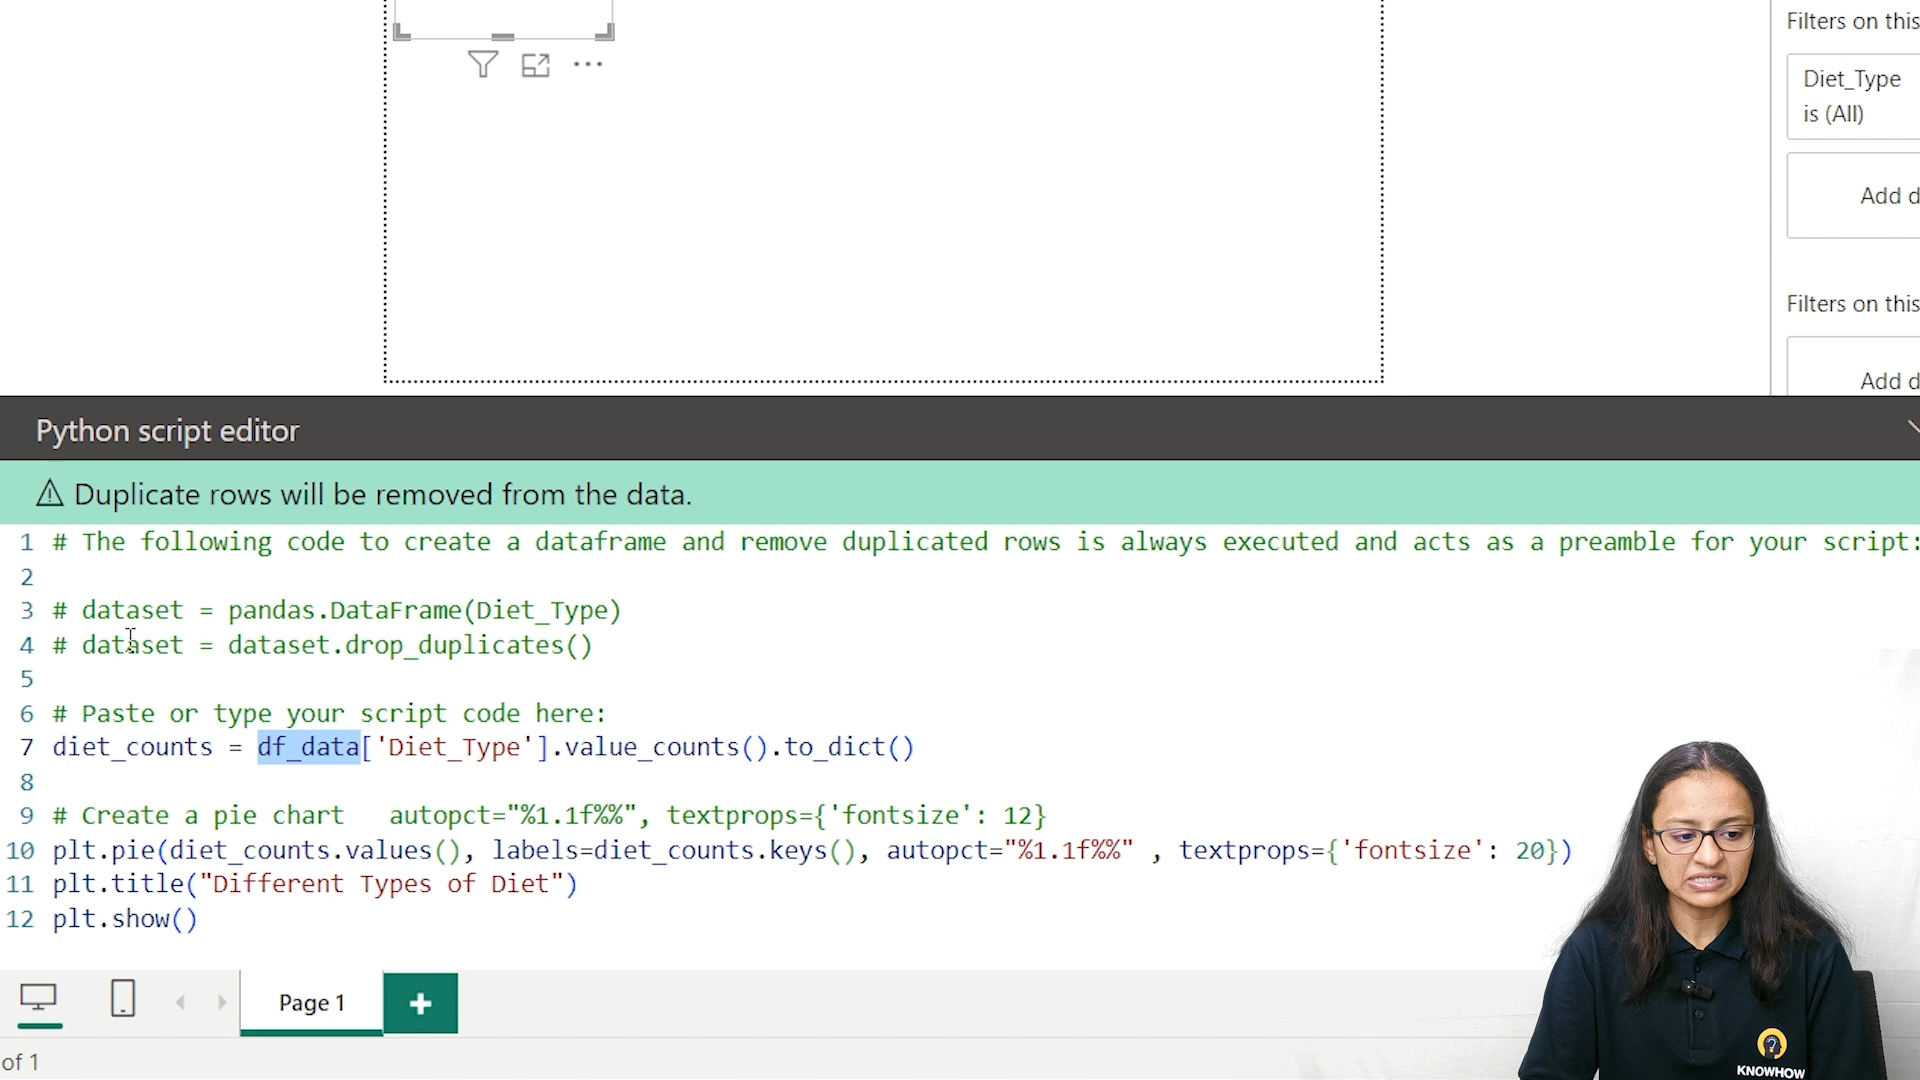 Filters on this
Diet_Type
is (All)
Add d
Filters on this
Add d
Python script editor
Duplicate rows will be removed from the data.
1 # The following code to create a dataframe and remove duplicated rows is always executed and acts as a preamble for your script:
2
3 # dataset = pandas.DataFrame(Diet_Type)
4 # dataset = dataset.drop_duplicates()
5
6 # Paste or type your script code here:
7 diet_counts = df_data['Diet_Type'].value_counts().to_dict()
8
9 # Create a pie chart   autopct="%1.1f%%", textprops={'fontsize': 12}
10 plt.pie(diet_counts.values(), labels=diet_counts.keys(), autopct="%1.1f%%" , textprops={'fontsize': 20})
11 plt.title("Different Types of Diet")
12 plt.show()
Page 1
of 1
KNOWHOW